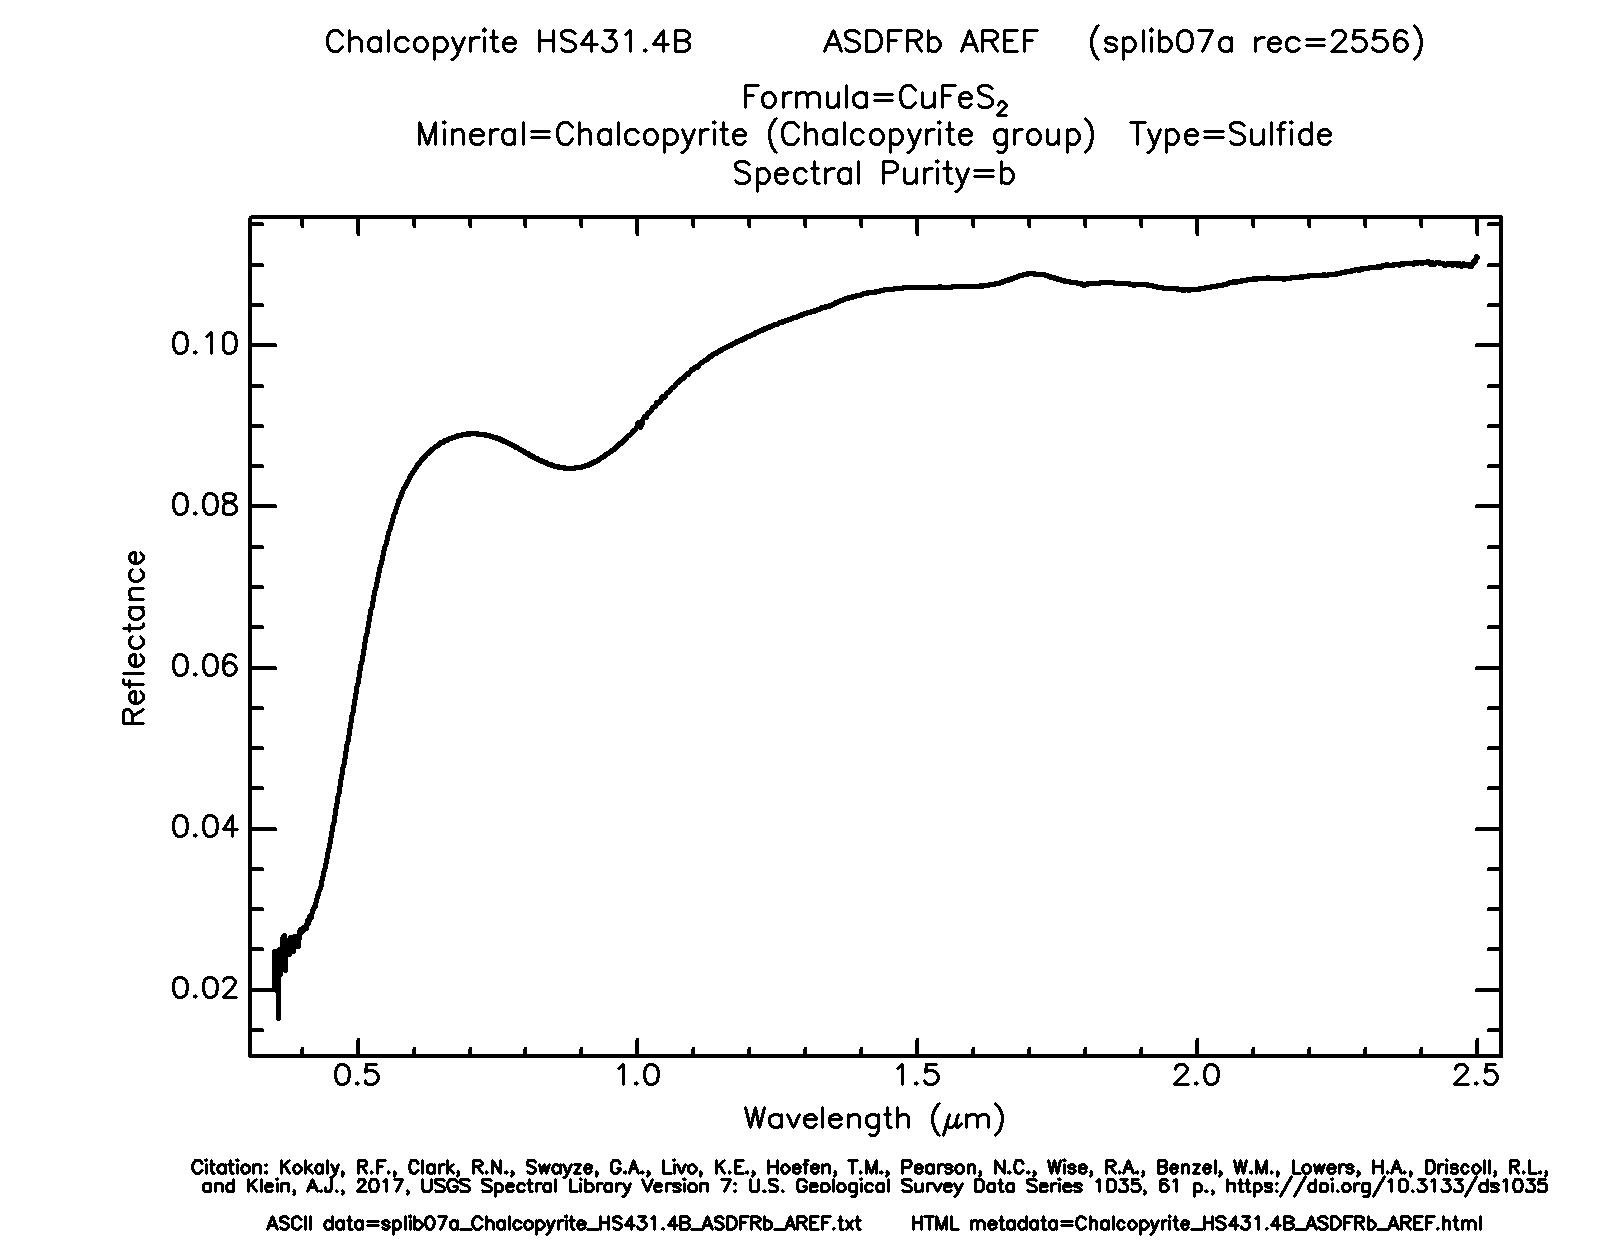 Chalcopyrite HS431.4B ASDFRb AREF (splib07a rec=2556)
Formula=CuFeS₂
Mineral=Chalcopyrite (Chalcopyrite group) Type=Sulfide
Spectral Purity=b
0.10
0.08
0.06
0.04
0.02
Reflectance
0.5 1.0 1.5 2.0 2.5
Wavelength (μm)
Citation: Kokaly, R.F., Clark, R.N., Swayze, G.A., Livo, K.E., Hoefen, T.M., Pearson, N.C., Wise, R.A., Benzel, W.M., Lowers, H.A., Driscoll, R.L.,
and Klein, A.J., 2017, USGS Spectral Library Version 7: U.S. Geological Survey Data Series 1035, 61 p., https://doi.org/10.3133/ds1035
ASCII data=splib07a_Chalcopyrite_HS431.4B_ASDFRb_AREF.txt HTML metadata=Chalcopyrite_HS431.4B_ASDFRb_AREF.html